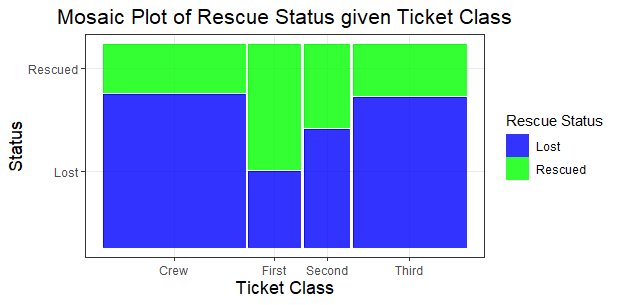 Mosaic Plot of Rescue Status given Ticket Class
Rescued
Lost
Status
Crew First Second Third
Ticket Class
Rescue Status
Lost
Rescued